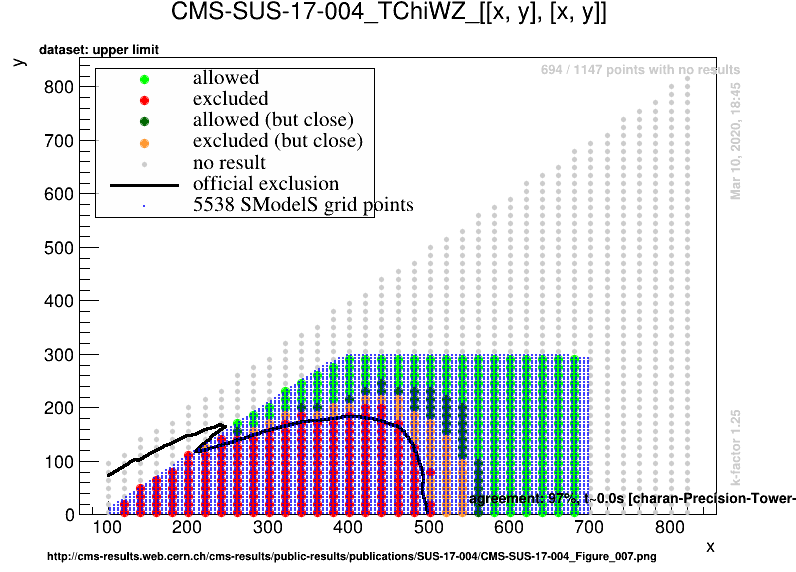 CMS-SUS-17-004_TChiWZ_[[x, y], [x, y]]
dataset: upper limit
y
694 / 1147 points with no results
allowed
excluded
allowed (but close)
excluded (but close)
no result
official exclusion
5538 SModelS grid points
Mar 10, 2020, 18:45
k-factor 1.25
800
700
600
500
400
300
200
100
0
agreement: 97%, t~0.0s [charan-Precision-Tower-
100 200 300 400 500 600 700 800
x
http://cms-results.web.cern.ch/cms-results/public-results/publications/SUS-17-004/CMS-SUS-17-004_Figure_007.png